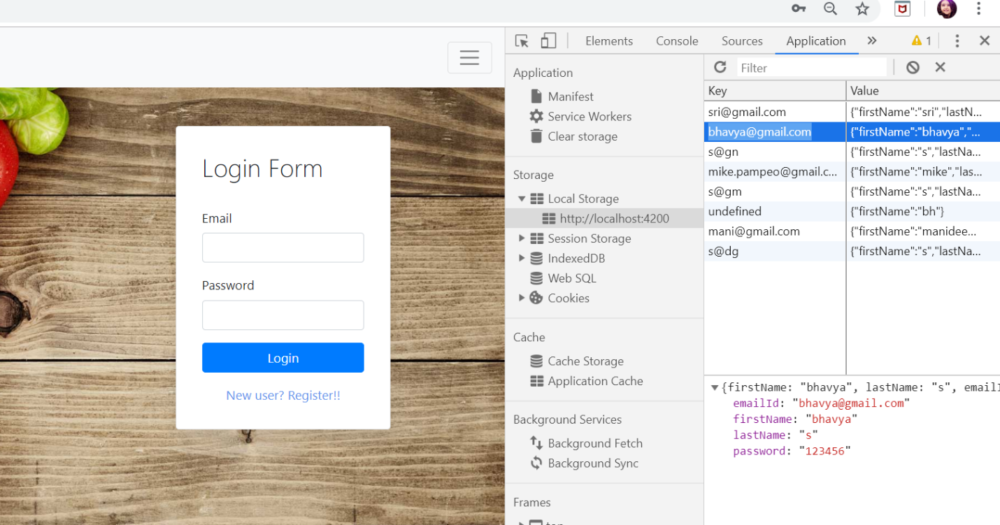 Elements Console Sources Application » 1
Application
Manifest
Service Workers
Clear storage
Storage
Local Storage
http://localhost:4200
Session Storage
IndexedDB
Web SQL
Cookies
Cache
Cache Storage
Application Cache
Background Services
Background Fetch
Background Sync
Frames
top
Filter
Key Value
sri@gmail.com {"firstName":"sri","lastN...
bhavya@gmail.com {"firstName":"bhavya","...
s@gn {"firstName":"s","lastNa...
mike.pampeo@gmail.c... {"firstName":"mike","las...
s@gm {"firstName":"s","lastNa...
undefined {"firstName":"bh"}
mani@gmail.com {"firstName":"manidee...
s@dg {"firstName":"s","lastNa...
{firstName: "bhavya", lastName: "s", emailI
emailId: "bhavya@gmail.com"
firstName: "bhavya"
lastName: "s"
password: "123456"
Login Form
Email
Password
Login
New user? Register!!